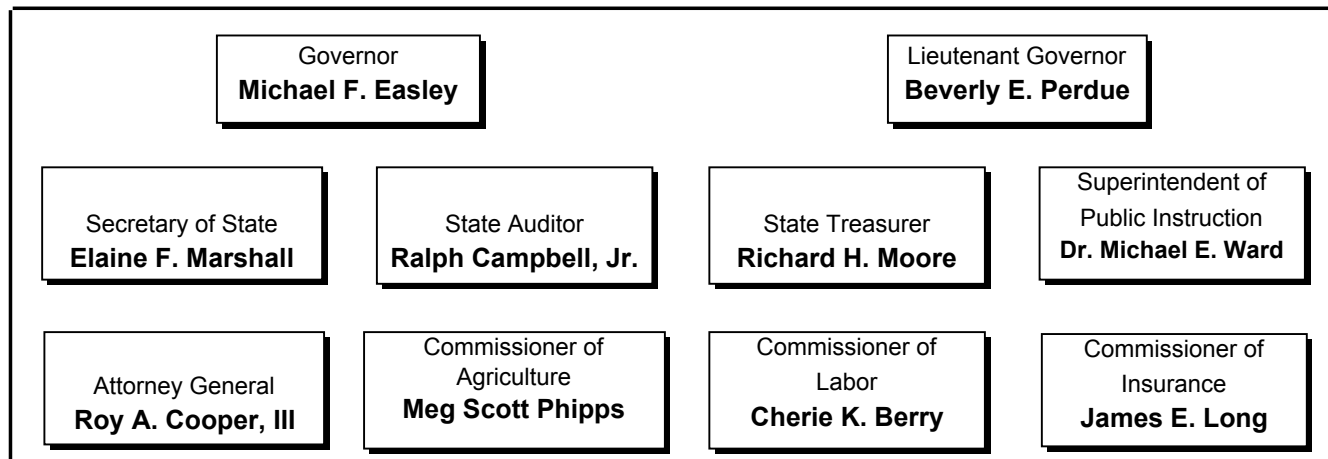 Governor
Michael F. Easley
Lieutenant Governor
Beverly E. Perdue
Secretary of State
Elaine F. Marshall
State Auditor
Ralph Campbell, Jr.
State Treasurer
Richard H. Moore
Superintendent of
Public Instruction
Dr. Michael E. Ward
Attorney General
Roy A. Cooper, III
Commissioner of
Agriculture
Meg Scott Phipps
Commissioner of
Labor
Cherie K. Berry
Commissioner of
Insurance
James E. Long